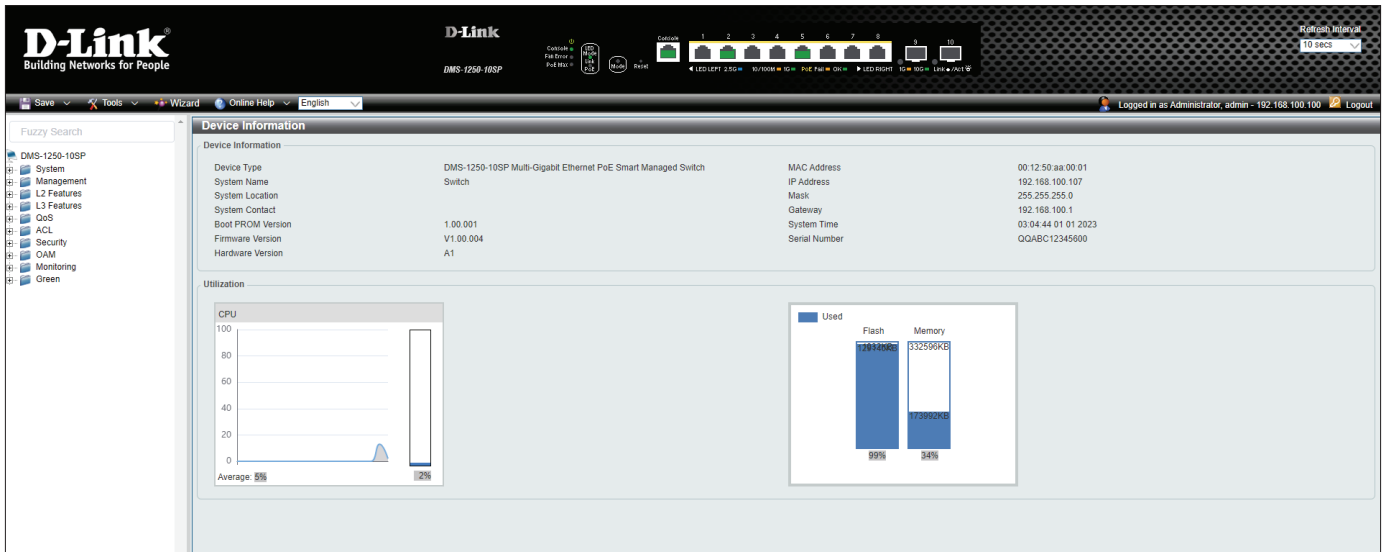 D-Link®
Building Networks for People
D-Link
DMS-1250-10SP
Console
Fan Error
PoE Max
LED Mode
Link
PoE
Mode
Reset
Console 1 2 3 4 5 6 7 8 9 10
LED LEFT 2.5G 10/100M 1G PoE Fail OK LED RIGHT 1G 10G Link /Act
Refresh Interval
10 secs
Save Tools Wizard Online Help English
Logged in as Administrator, admin - 192.168.100.100 Logout
Fuzzy Search
DMS-1250-10SP
System
Management
L2 Features
L3 Features
QoS
ACL
Security
OAM
Monitoring
Green
Device Information
Device Information
Device Type DMS-1250-10SP Multi-Gigabit Ethernet PoE Smart Managed Switch MAC Address 00:12:50:aa:00:01
System Name Switch IP Address 192.168.100.107
System Location Mask 255.255.255.0
System Contact Gateway 192.168.100.1
Boot PROM Version 1.00.001 System Time 03:04:44 01 01 2023
Firmware Version V1.00.004 Serial Number QQABC12345600
Hardware Version A1
Utilization
CPU
100
80
60
40
20
0
Average: 5% 2%
Used
Flash Memory
332596KB
173992KB
99% 34%